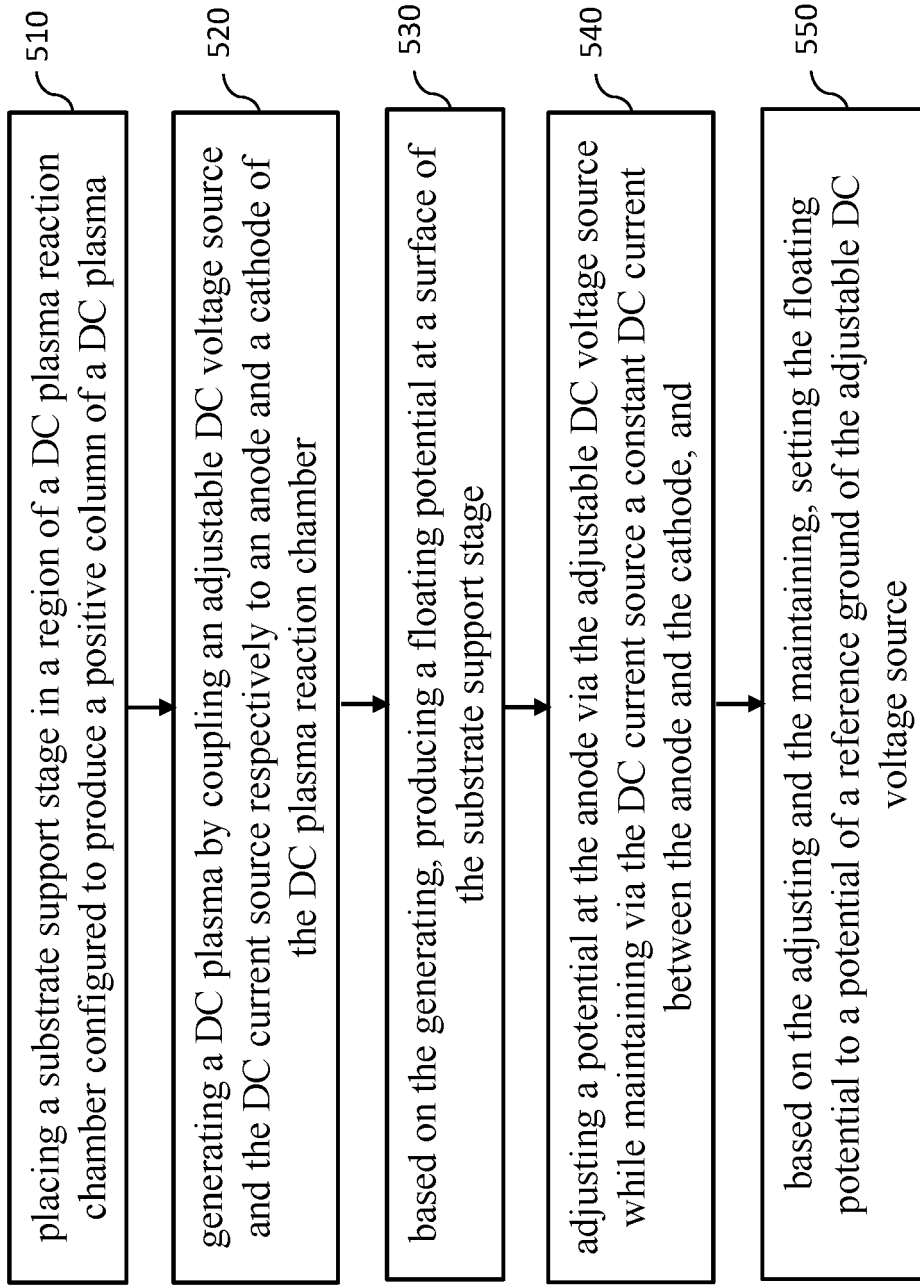 placing a substrate support stage in a region of a DC plasma reaction
chamber configured to produce a positive column of a DC plasma
510
generating a DC plasma by coupling an adjustable DC voltage source
and the DC current source respectively to an anode and a cathode of
the DC plasma reaction chamber
520
based on the generating, producing a floating potential at a surface of
the substrate support stage
530
adjusting a potential at the anode via the adjustable DC voltage source
while maintaining via the DC current source a constant DC current
between the anode and the cathode, and
540
based on the adjusting and the maintaining, setting the floating
potential to a potential of a reference ground of the adjustable DC
voltage source
550